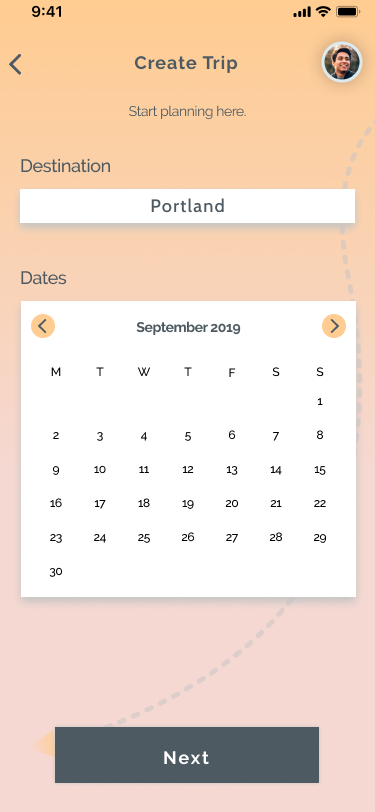 9:41
Create Trip
Start planning here.
Destination
Portland
Dates
September 2019
M T W T F S S
1
2 3 4 5 6 7 8
9 10 11 12 13 14 15
16 17 18 19 20 21 22
23 24 25 26 27 28 29
30
Next